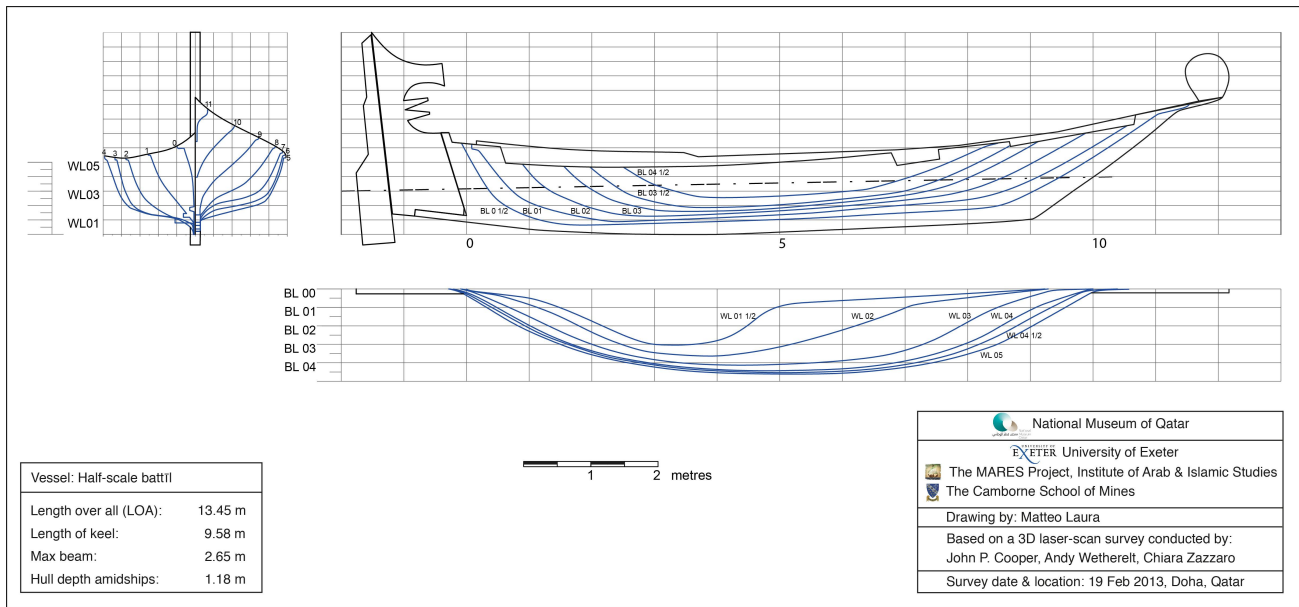 11
10
9
8
7
6
5
4
3
2
1
0
WL05
WL03
WL01
BL 04 1/2
BL 03 1/2
BL 0 1/2
BL 01
BL 02
BL 03
0
5
10
BL 00
BL 01
BL 02
BL 03
BL 04
WL 01 1/2
WL 02
WL 03
WL 04
WL 04 1/2
WL 05
1
2
metres
Vessel: Half-scale battīl
Length over all (LOA): 13.45 m
Length of keel: 9.58 m
Max beam: 2.65 m
Hull depth amidships: 1.18 m
National Museum of Qatar
UNIVERSITY OF
EXETER University of Exeter
The MARES Project, Institute of Arab & Islamic Studies
The Camborne School of Mines
Drawing by: Matteo Laura
Based on a 3D laser-scan survey conducted by:
John P. Cooper, Andy Wetherelt, Chiara Zazzaro
Survey date & location: 19 Feb 2013, Doha, Qatar